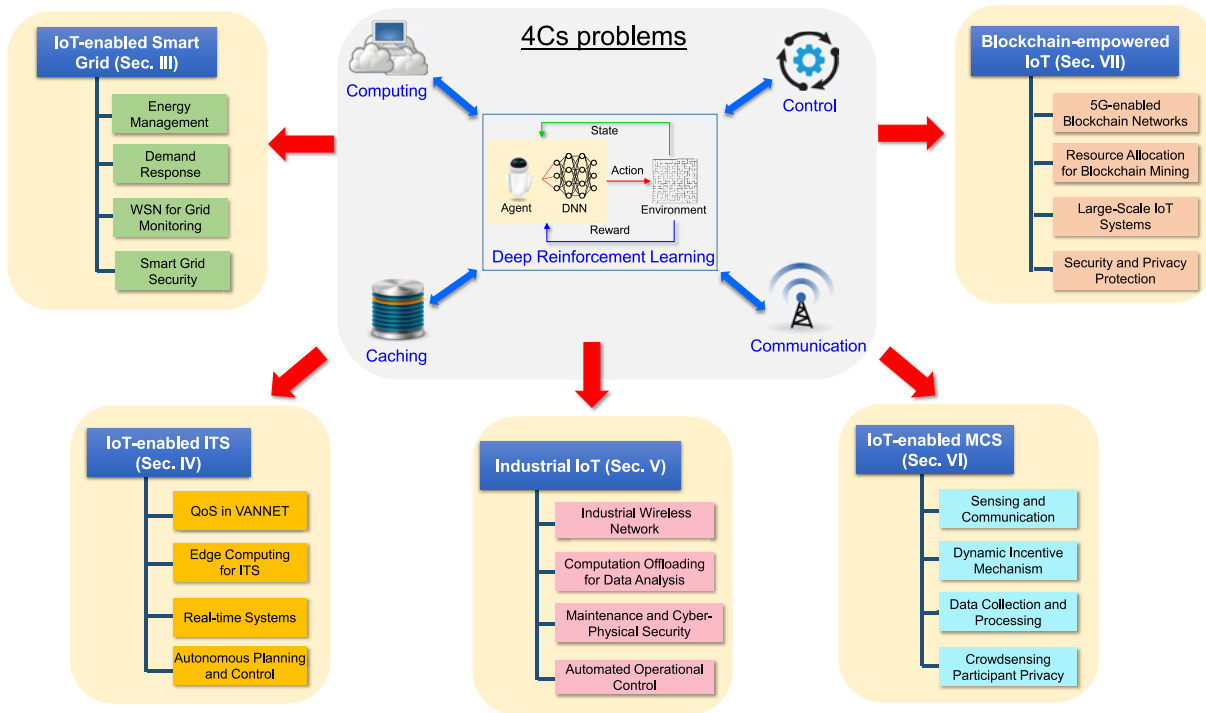 4Cs problems
Computing
Control
State
Action
Agent
DNN
Environment
Reward
Deep Reinforcement Learning
Caching
Communication
IoT-enabled Smart
Grid (Sec. III)
Energy
Management
Demand
Response
WSN for Grid
Monitoring
Smart Grid
Security
Blockchain-empowered
IoT (Sec. VII)
5G-enabled
Blockchain Networks
Resource Allocation
for Blockchain Mining
Large-Scale IoT
Systems
Security and Privacy
Protection
IoT-enabled ITS
(Sec. IV)
QoS in VANNET
Edge Computing
for ITS
Real-time Systems
Autonomous Planning
and Control
Industrial IoT (Sec. V)
Industrial Wireless
Network
Computation Offloading
for Data Analysis
Maintenance and Cyber-
Physical Security
Automated Operational
Control
IoT-enabled MCS
(Sec. VI)
Sensing and
Communication
Dynamic Incentive
Mechanism
Data Collection and
Processing
Crowdsensing
Participant Privacy